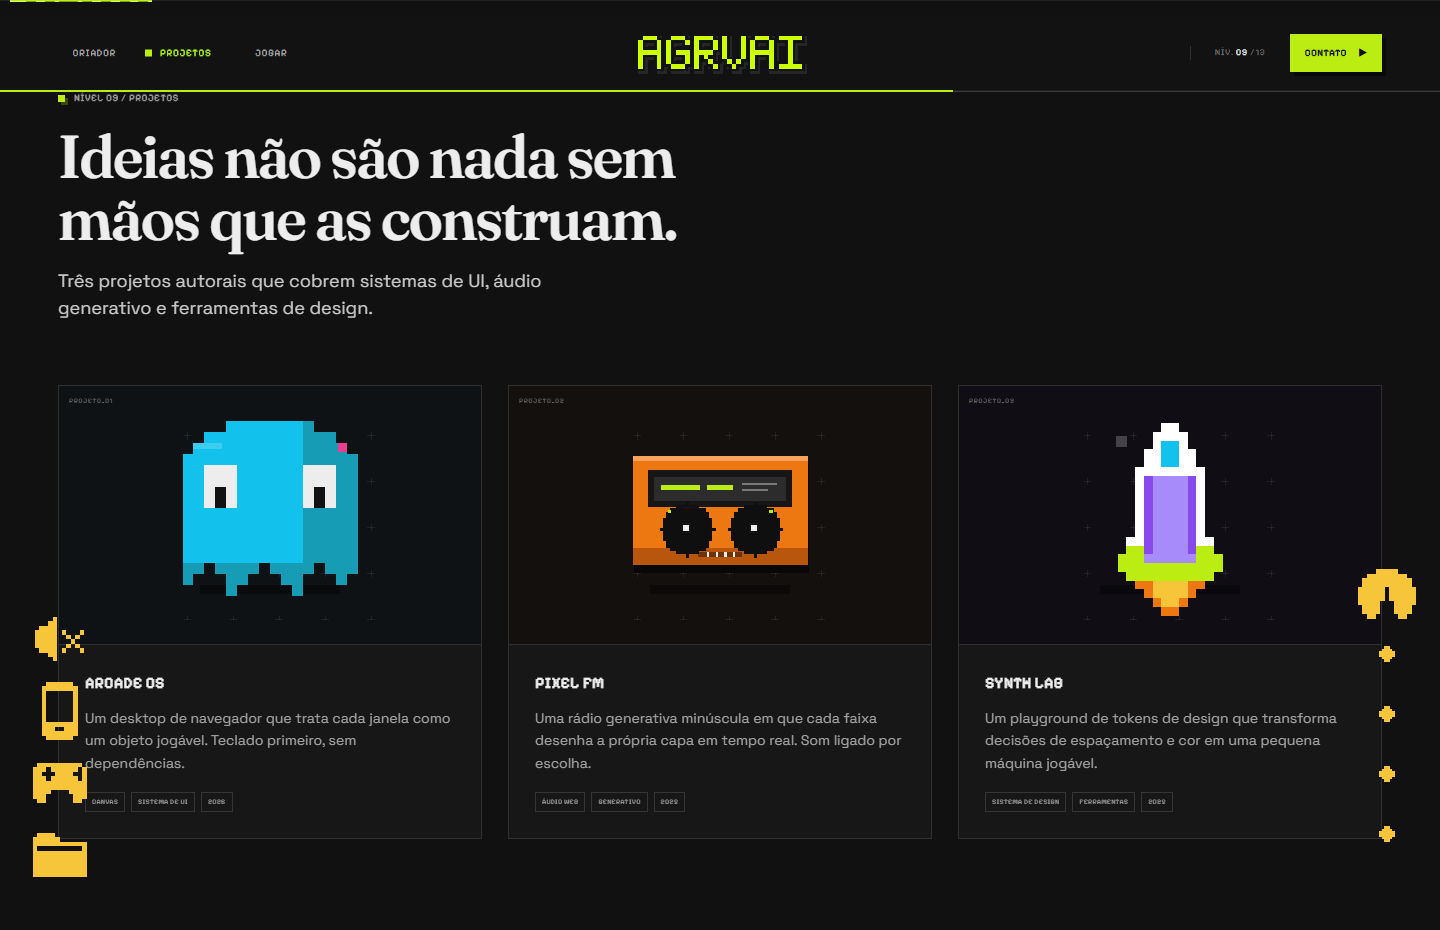 CRIADOR
PROJETOS
JOGAR
AGRVAI
NÍV. 09 / 13
CONTATO
NÍVEL 09 / PROJETOS
Ideias não são nada sem
mãos que as construam.
Três projetos autorais que cobrem sistemas de UI, áudio
generativo e ferramentas de design.
PROJETO_01
PROJETO_02
PROJETO_03
ARCADE OS
Um desktop de navegador que trata cada janela como
um objeto jogável. Teclado primeiro, sem
dependências.
CANVAS
SISTEMA DE UI
2026
PIXEL FM
Uma rádio generativa minúscula em que cada faixa
desenha a própria capa em tempo real. Som ligado por
escolha.
ÁUDIO WEB
GENERATIVO
SYNTH LAB
Um playground de tokens de design que transforma
decisões de espaçamento e cor em uma pequena
máquina jogável.
SISTEMA DE DESIGN
FERRAMENTAS